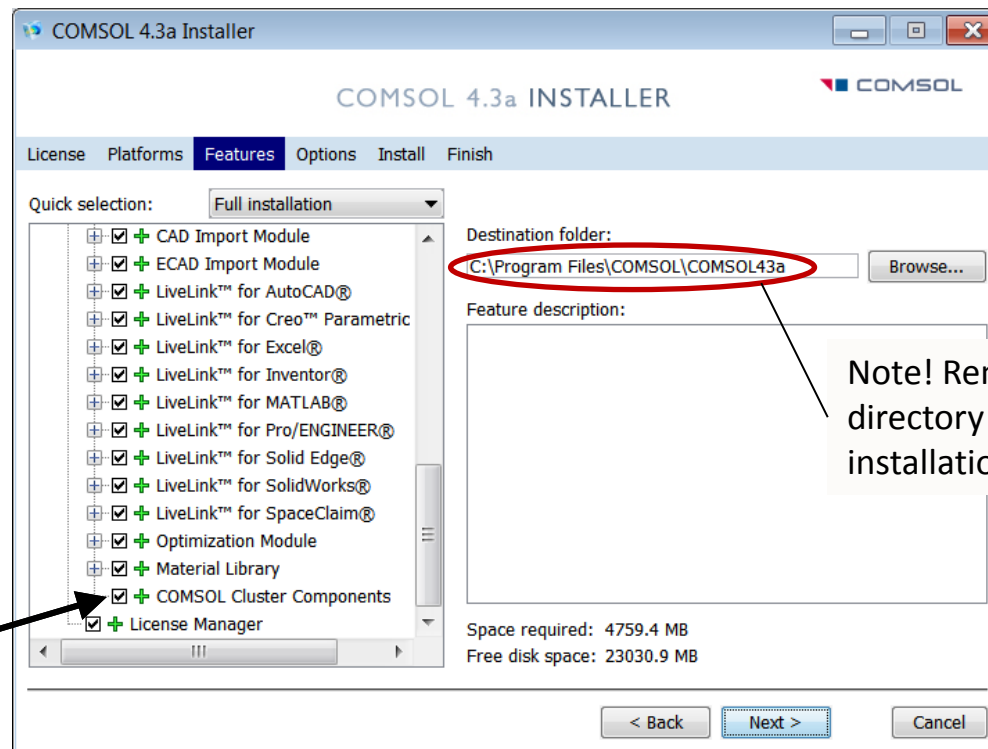 COMSOL 4.3a Installer
COMSOL 4.3a INSTALLER
COMSOL
License Platforms Features Options Install Finish
Quick selection: Full installation
CAD Import Module
ECAD Import Module
LiveLink™ for AutoCAD®
LiveLink™ for Creo™ Parametric
LiveLink™ for Excel®
LiveLink™ for Inventor®
LiveLink™ for MATLAB®
LiveLink™ for Pro/ENGINEER®
LiveLink™ for Solid Edge®
LiveLink™ for SolidWorks®
LiveLink™ for SpaceClaim®
Optimization Module
Material Library
COMSOL Cluster Components
License Manager
Destination folder:
C:\Program Files\COMSOL\COMSOL43a Browse...
Feature description:
Note!
directory
Space required: 4759.4 MB
Free disk space: 23030.9 MB
< Back Next > Cancel